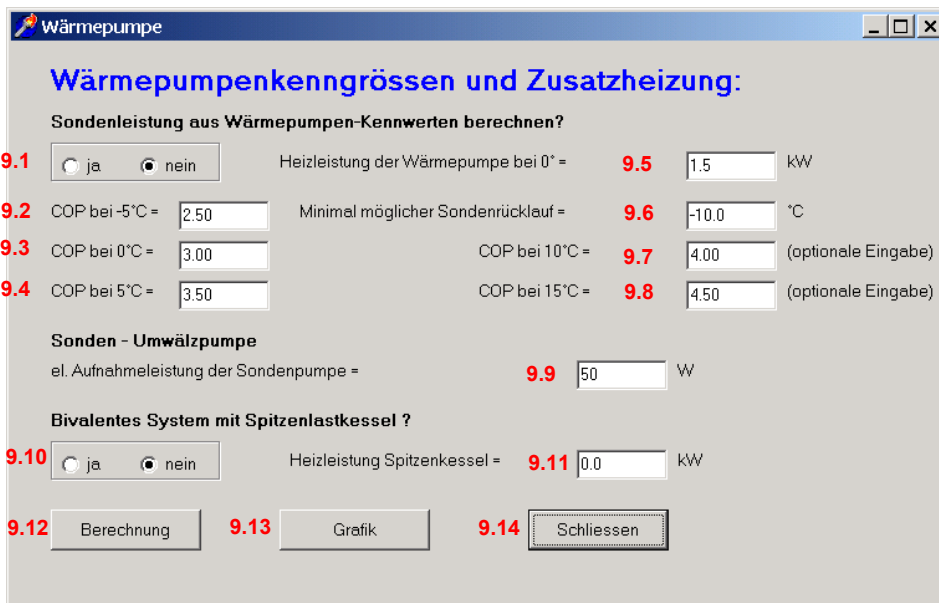 Wärmepumpe
Wärmepumpenkenngrössen und Zusatzheizung:
Sondenleistung aus Wärmepumpen-Kennwerten berechnen?
9.1 ja nein Heizleistung der Wärmepumpe bei 0° = 9.5 1.5 kW
9.2 COP bei -5°C = 2.50 Minimal möglicher Sondenrücklauf = 9.6 -10.0 °C
9.3 COP bei 0°C = 3.00 COP bei 10°C = 9.7 4.00 (optionale Eingabe)
9.4 COP bei 5°C = 3.50 COP bei 15°C = 9.8 4.50 (optionale Eingabe)
Sonden - Umwälzpumpe
el. Aufnahmeleistung der Sondenpumpe = 9.9 50 W
Bivalentes System mit Spitzenlastkessel ?
9.10 ja nein Heizleistung Spitzenkessel = 9.11 0.0 kW
9.12 Berechnung 9.13 Grafik 9.14 Schliessen